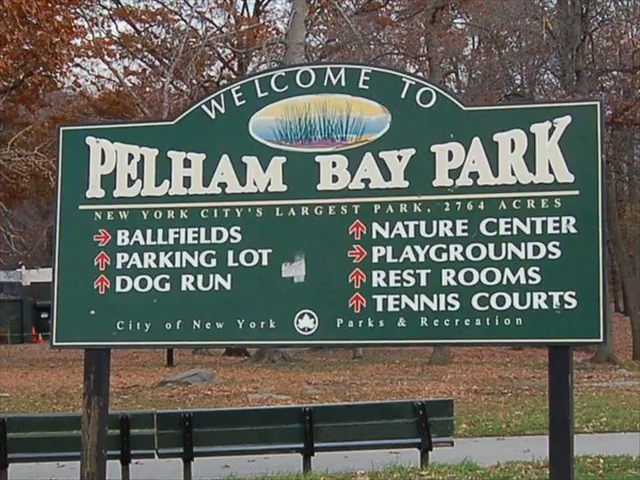 WELCOME TO
PELHAM BAY PARK
NEW YORK CITY'S LARGEST PARK, 2764 ACRES
BALLFIELDS
PARKING LOT
DOG RUN
NATURE CENTER
PLAYGROUNDS
REST ROOMS
TENNIS COURTS
City of New York Parks & Recreation